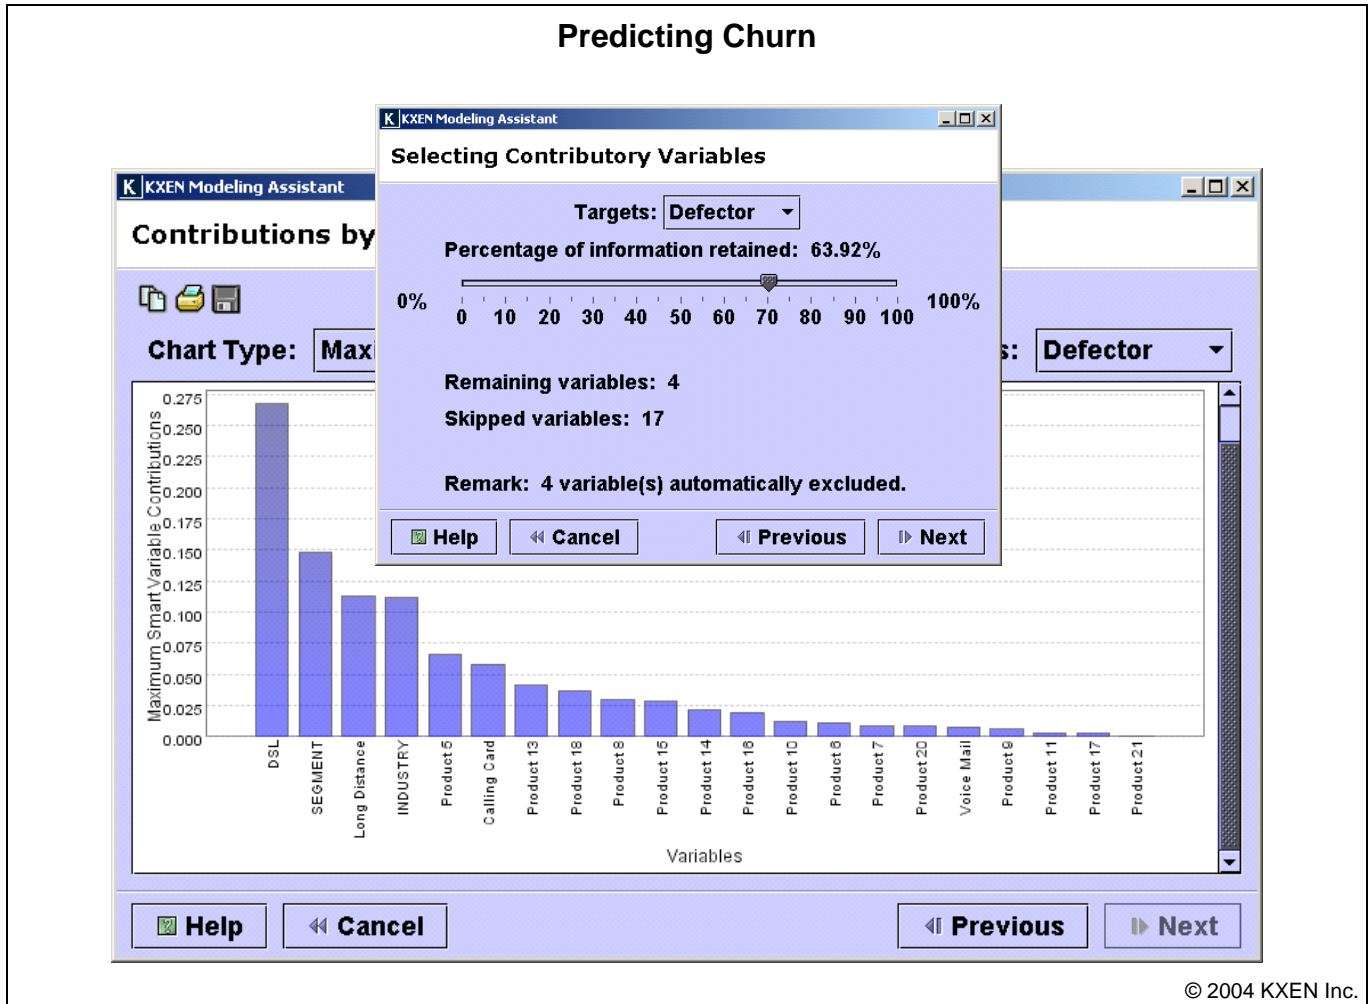 Predicting Churn
KXEN Modeling Assistant
Selecting Contributory Variables
Targets: Defector
Percentage of information retained: 63.92%
0% 100%
0 10 20 30 40 50 60 70 80 90 100
Remaining variables: 4
Skipped variables: 17
Remark: 4 variable(s) automatically excluded.
Help Cancel Previous Next
KXEN Modeling Assistant
Contributions by
Chart Type: Maxi s: Defector
Maximum Smart Variable Contributions
0.275
0.250
0.225
0.200
0.175
0.150
0.125
0.100
0.075
0.050
0.025
0.000
DSL
SEGMENT
Long Distance
INDUSTRY
Product 5
Calling Card
Product 13
Product 18
Product 8
Product 15
Product 14
Product 16
Product 10
Product 6
Product 7
Product 20
Voice Mail
Product 9
Product 11
Product 17
Product 21
Variables
Help Cancel Previous Next
© 2004 KXEN Inc.